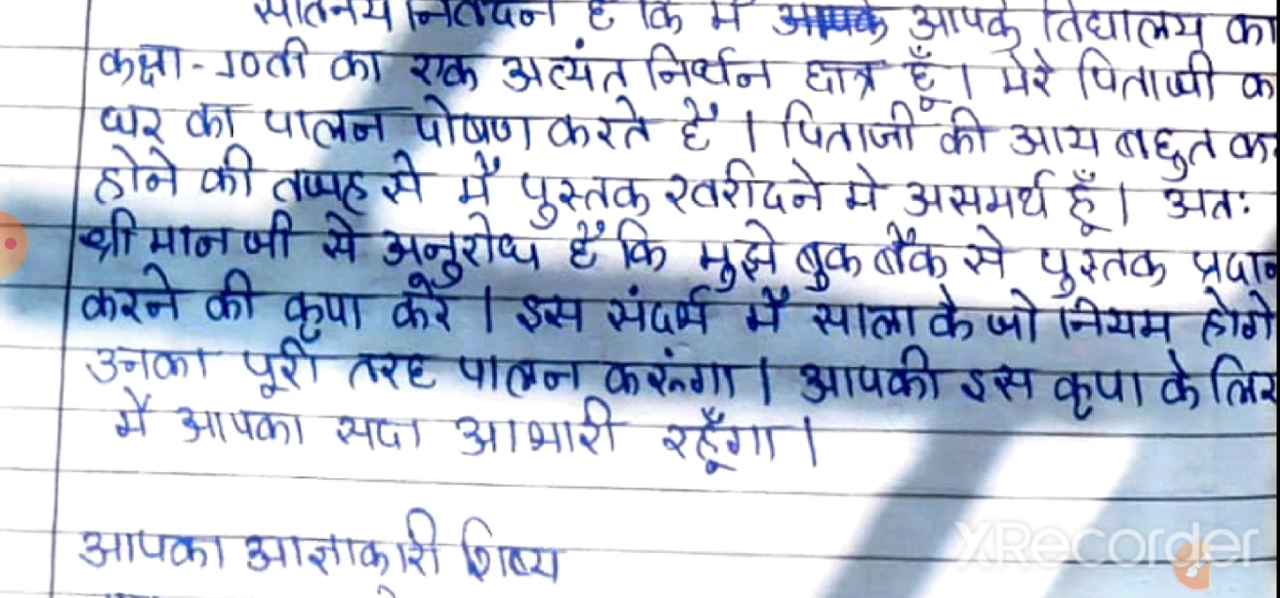 सविनय निवेदन है कि मैं आपके आपके विद्यालय का
कक्षा-10वी का एक अत्यंत निर्धन छात्र हूँ। मेरे पिताजी क
घर का पालन पोषण करते है। पिताजी की आय बहुत क
होने की वजह से मैं पुस्तक खरीदने मे असमर्थ हूँ। अतः
श्री मान जी से अनुरोध है कि मुझे बुक बैंक से पुस्तक प्रदान
करने की कृपा करें। इस संदर्भ में साला के जो नियम होगे
उनका पूरी तरह पालन करूंगा। आपकी इस कृपा के लिए
मैं आपका सदा आभारी रहूँगा।
आपका आज्ञाकारी शिष्य
XRecorder